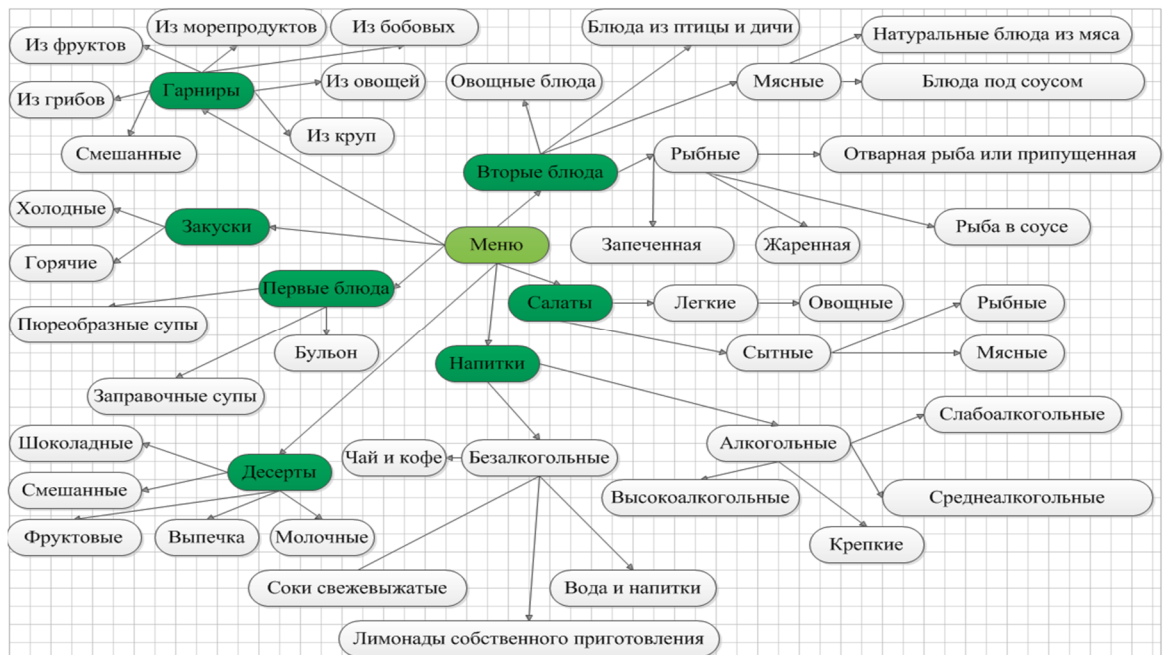 Из фруктов
Из морепродуктов
Из бобовых
Блюда из птицы и дичи
Натуральные блюда из мяса
Гарниры
Из овощей
Овощные блюда
Мясные
Блюда под соусом
Из грибов
Из круп
Смешанные
Вторые блюда
Рыбные
Отварная рыба или припущенная
Холодные
Закуски
Меню
Запеченная
Жаренная
Рыба в соусе
Горячие
Первые блюда
Салаты
Легкие
Овощные
Рыбные
Пюреобразные супы
Бульон
Напитки
Сытные
Мясные
Заправочные супы
Шоколадные
Десерты
Чай и кофе
Безалкогольные
Алкогольные
Слабоалкогольные
Смешанные
Высокоалкогольные
Среднеалкогольные
Фруктовые
Выпечка
Молочные
Крепкие
Соки свежевыжатые
Вода и напитки
Лимонады собственного приготовления